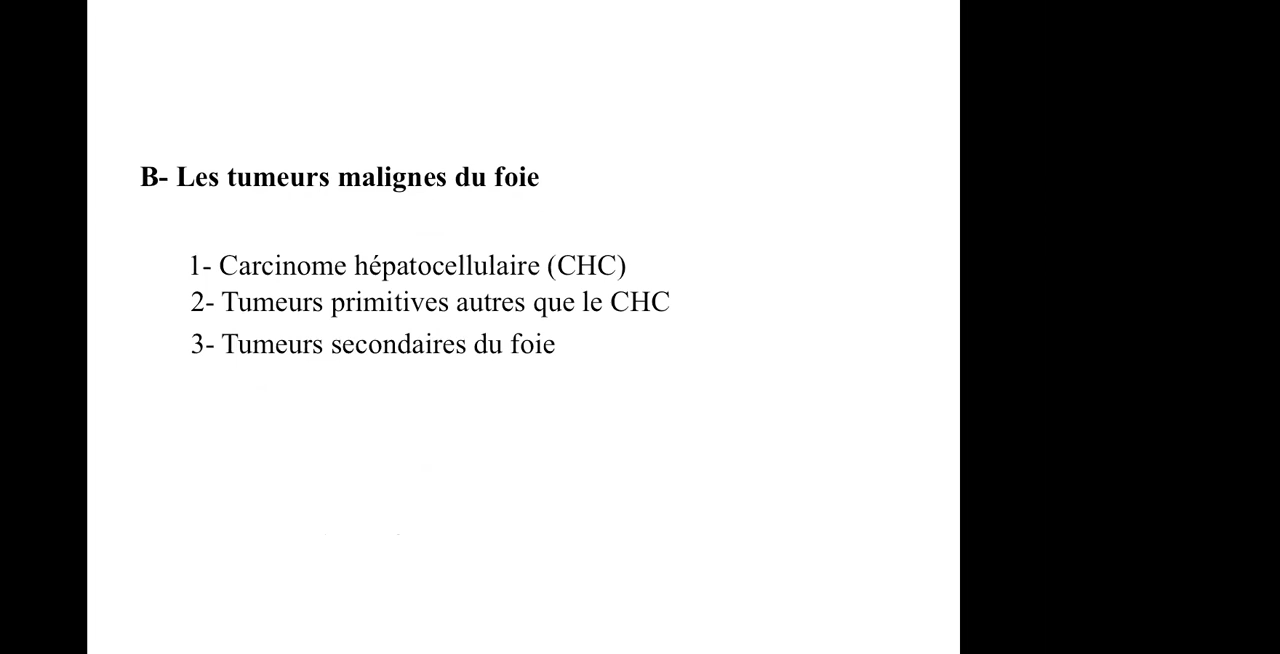 B- Les tumeurs malignes du foie
1- Carcinome hépatocellulaire (CHC)
2- Tumeurs primitives autres que le CHC
3- Tumeurs secondaires du foie